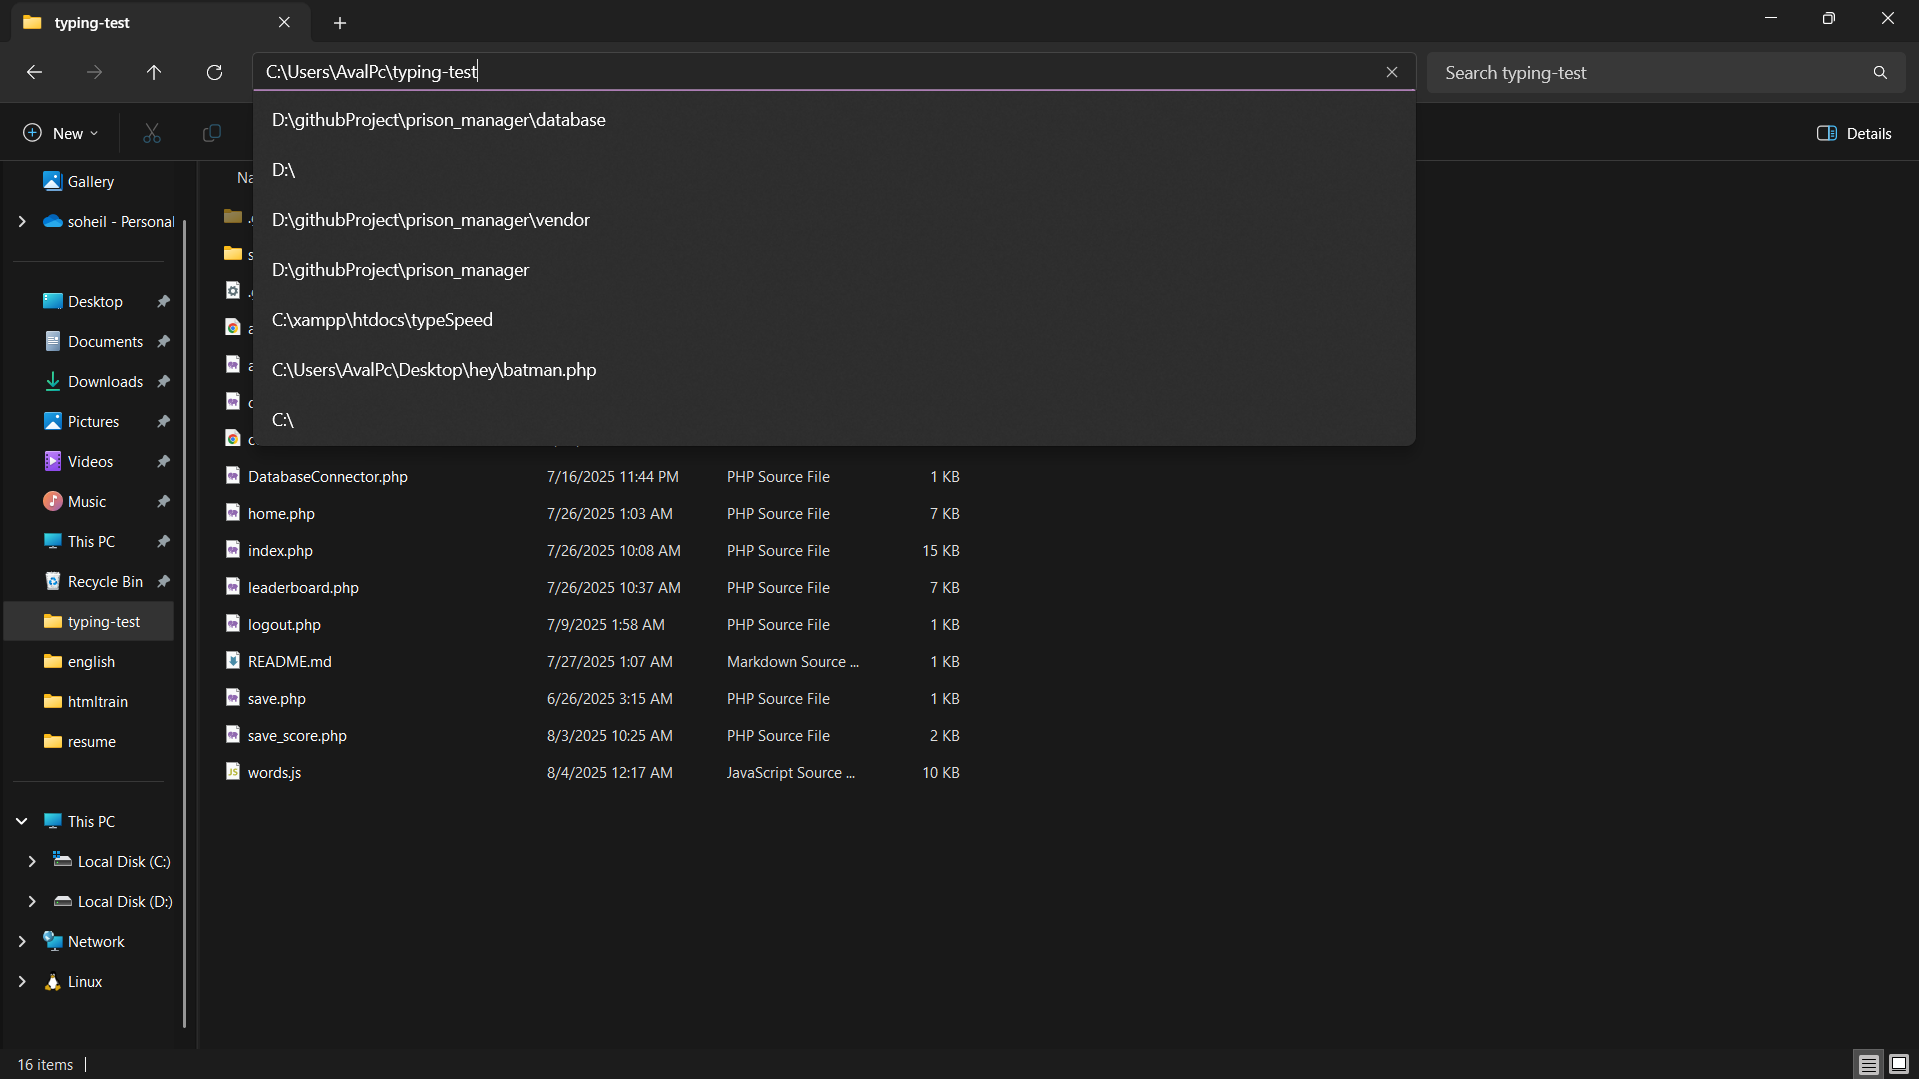 typing-test
C:\Users\AvalPc\typing-test
Search typing-test
New
Details
D:\githubProject\prison_manager\database
D:\
D:\githubProject\prison_manager\vendor
D:\githubProject\prison_manager
C:\xampp\htdocs\typeSpeed
C:\Users\AvalPc\Desktop\hey\batman.php
C:\
Gallery
soheil - Personal
Desktop
Documents
Downloads
Pictures
Videos
Music
This PC
Recycle Bin
typing-test
english
htmltrain
resume
This PC
Local Disk (C:)
Local Disk (D:)
Network
Linux
DatabaseConnector.php 7/16/2025 11:44 PM PHP Source File 1 KB
home.php 7/26/2025 1:03 AM PHP Source File 7 KB
index.php 7/26/2025 10:08 AM PHP Source File 15 KB
leaderboard.php 7/26/2025 10:37 AM PHP Source File 7 KB
logout.php 7/9/2025 1:58 AM PHP Source File 1 KB
README.md 7/27/2025 1:07 AM Markdown Source ... 1 KB
save.php 6/26/2025 3:15 AM PHP Source File 1 KB
save_score.php 8/3/2025 10:25 AM PHP Source File 2 KB
words.js 8/4/2025 12:17 AM JavaScript Source ... 10 KB
16 items